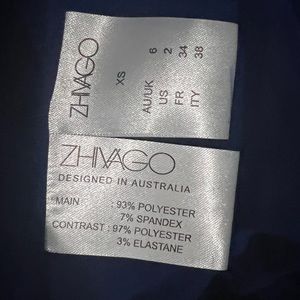 ZHIVAGO
XS
AU/UK 6
US 2
FR 34
ITY 38
ZHIVAGO
DESIGNED IN AUSTRALIA
MAIN : 93% POLYESTER
7% SPANDEX
CONTRAST : 97% POLYESTER
3% ELASTANE